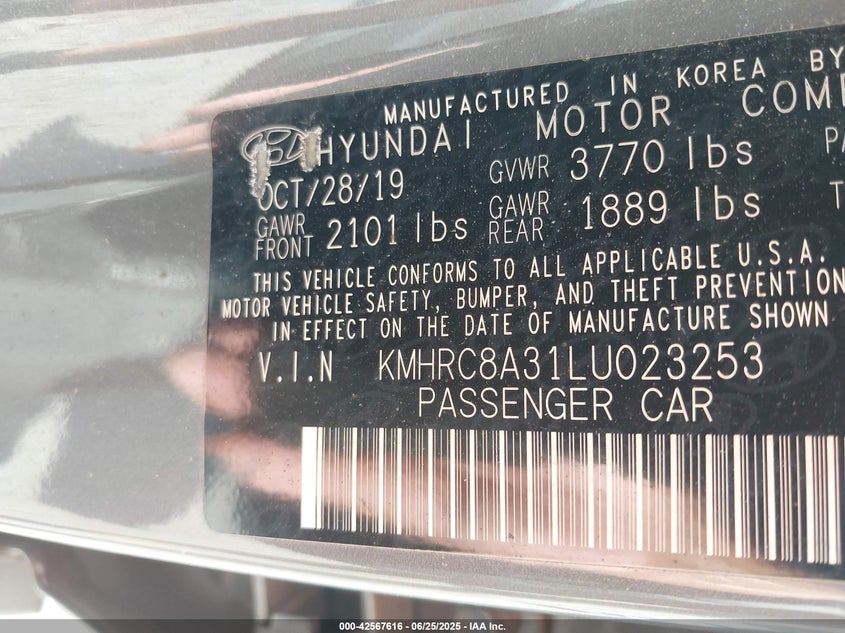 MANUFACTURED IN KOREA BY
HYUNDAI MOTOR
OCT/28/19 GVWR 3770 lbs
GAWR FRONT 2101 lbs GAWR REAR 1889 lbs
THIS VEHICLE CONFORMS TO ALL APPLICABLE U.S.A.
MOTOR VEHICLE SAFETY, BUMPER, AND THEFT PREVENTION
IN EFFECT ON THE DATE OF MANUFACTURE SHOWN
V.I.N KMHRC8A31LU023253
PASSENGER CAR
000-42567616 - 06/25/2025 - IAA Inc.